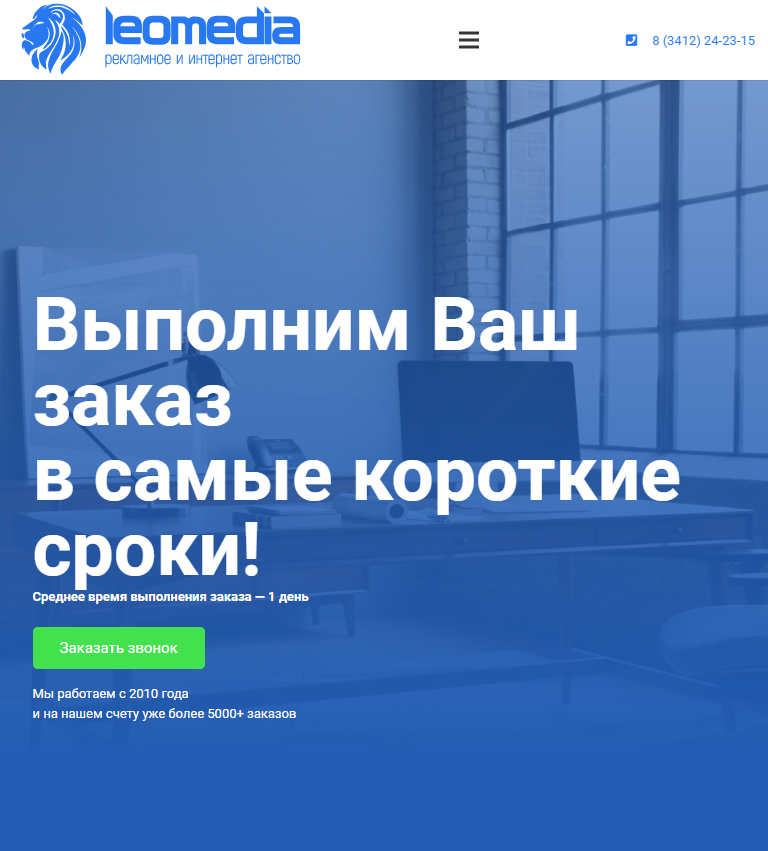 leomedia
рекламное и интернет агенство
8 (3412) 24-23-15
Выполним Ваш
заказ
в самые короткие
сроки!
Среднее время выполнения заказа — 1 день
Заказать звонок
Мы работаем с 2010 года
и на нашем счету уже более 5000+ заказов